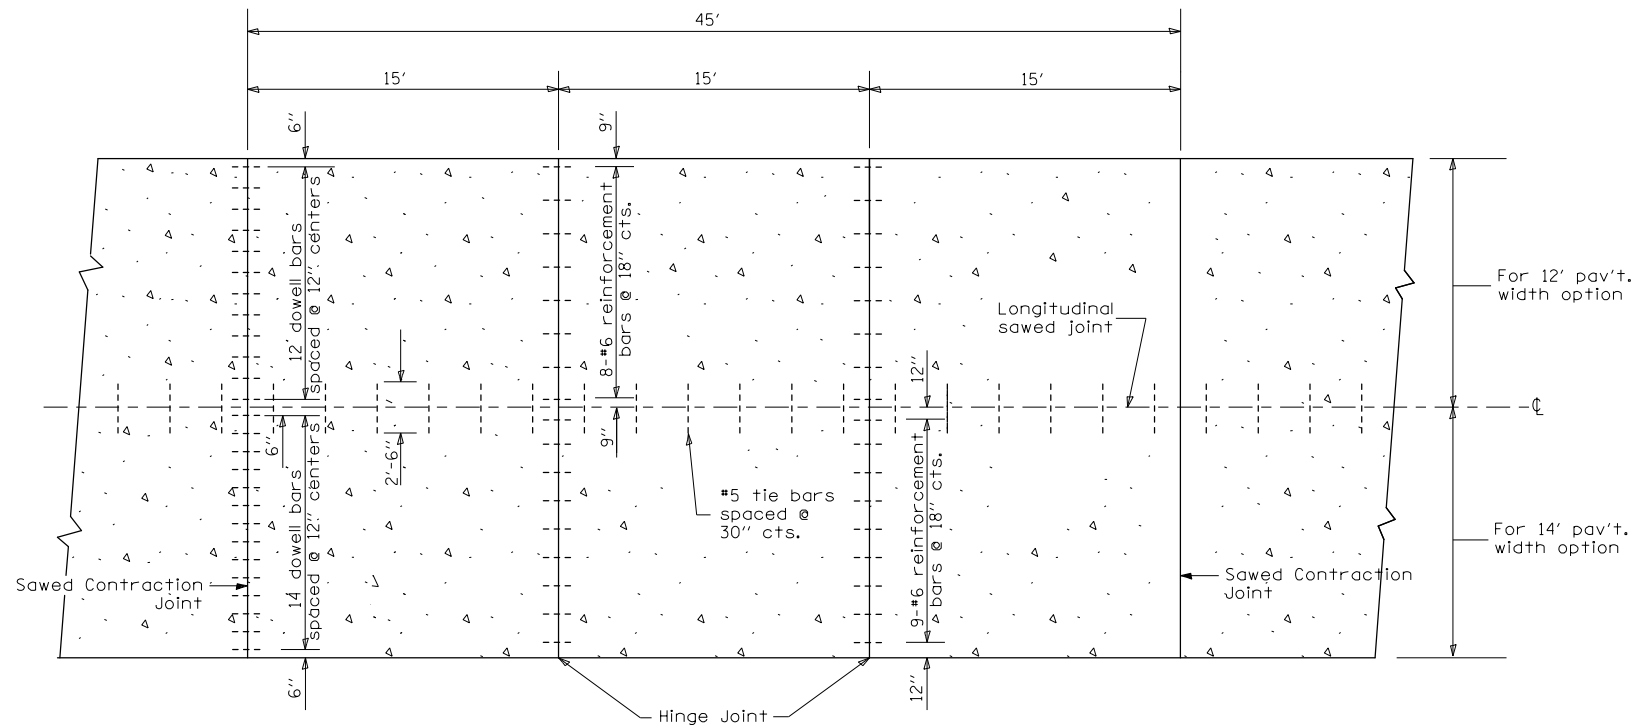 45'
15'
15'
15'
6''
9''
12 dowell bars
spaced @ 12'' centers
8-#6 reinforcement
bars @ 18'' cts.
Longitudinal
sawed joint
For 12' pav't.
width option
12''
℄
6''
2'-6''
9''
14 dowell bars
spaced @ 12'' centers
#5 tie bars
spaced @
30'' cts.
9-#6 reinforcement
bars @ 18'' cts.
For 14' pav't.
width option
Sawed Contraction
Joint
Sawed Contraction
Joint
6''
12''
Hinge Joint